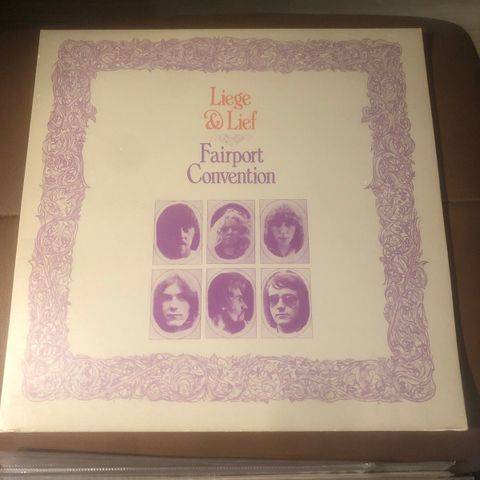 Liege
& Lief
Fairport
Convention